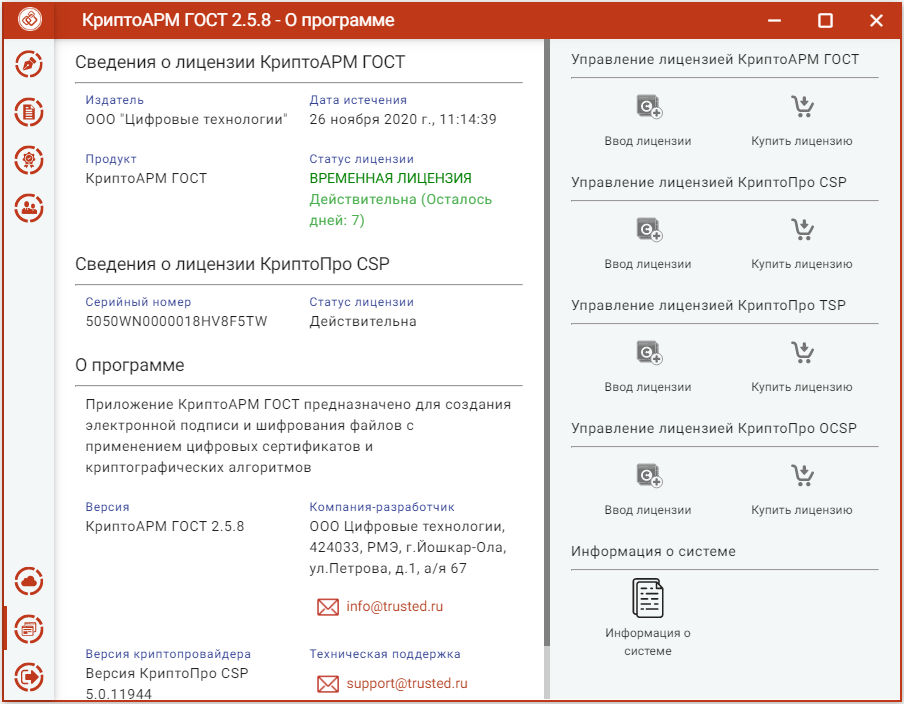 КриптоАРМ ГОСТ 2.5.8 - О программе
Сведения о лицензии КриптоАРМ ГОСТ
Издатель
ООО "Цифровые технологии"
Дата истечения
26 ноября 2020 г., 11:14:39
Продукт
КриптоАРМ ГОСТ
Статус лицензии
ВРЕМЕННАЯ ЛИЦЕНЗИЯ
Действительна (Осталось
дней: 7)
Сведения о лицензии КриптоПро CSP
Серийный номер
5050WN0000018HV8F5TW
Статус лицензии
Действительна
О программе
Приложение КриптоАРМ ГОСТ предназначено для создания
электронной подписи и шифрования файлов с
применением цифровых сертификатов и
криптографических алгоритмов
Версия
КриптоАРМ ГОСТ 2.5.8
Компания-разработчик
ООО Цифровые технологии,
424033, РМЭ, г.Йошкар-Ола,
ул.Петрова, д.1, а/я 67
info@trusted.ru
Версия криптопровайдера
Версия КриптоПро CSP
5.0.11944
Техническая поддержка
support@trusted.ru
Управление лицензией КриптоАРМ ГОСТ
Ввод лицензии
Купить лицензию
Управление лицензией КриптоПро CSP
Ввод лицензии
Купить лицензию
Управление лицензией КриптоПро TSP
Ввод лицензии
Купить лицензию
Управление лицензией КриптоПро OCSP
Ввод лицензии
Купить лицензию
Информация о системе
Информация о
системе